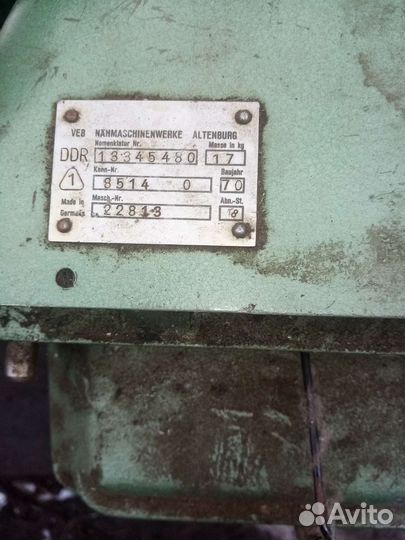 VEB NÄHMASCHINENWERKE ALTENBURG
Nomenklatur Nr. Masse in kg
DDR 13345480 17
Kenn-Nr. Baujahr
1 8514 0 70
Made in Masch.-Nr. Abn.-St.
Germany 22813 18
Avito